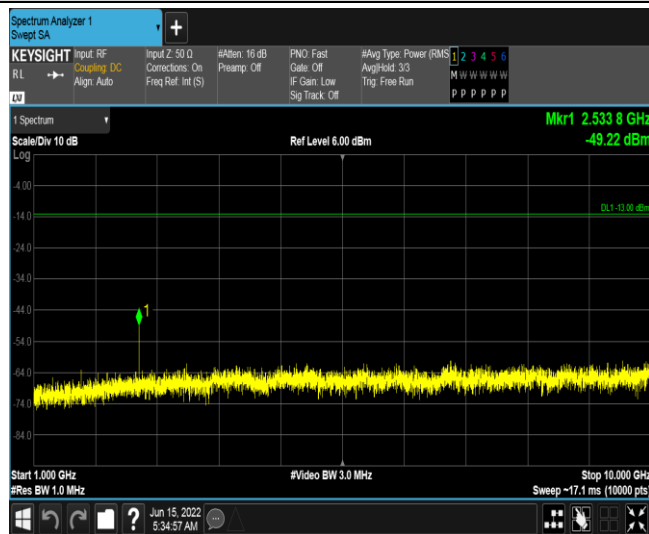 Spectrum Analyzer 1
Swept SA
+
KEYSIGHT
RL
LXI
Input: RF
Coupling: DC
Align: Auto
Input Z: 50 Ω
Corrections: On
Freq Ref: Int (S)
#Atten: 16 dB
Preamp: Off
PNO: Fast
Gate: Off
IF Gain: Low
Sig Track: Off
#Avg Type: Power (RMS
Avg|Hold: 3/3
Trig: Free Run
1 2 3 4 5 6
M W W W W W
P P P P P P
1 Spectrum
Mkr1 2.533 8 GHz
Scale/Div 10 dB
Ref Level 6.00 dBm
-49.22 dBm
Log
-4.00
DL1 -13.00 dBm
-14.0
-24.0
-34.0
-44.0
1
-54.0
-64.0
-74.0
-84.0
Start 1.000 GHz
#Video BW 3.0 MHz
Stop 10.000 GHz
#Res BW 1.0 MHz
Sweep ~17.1 ms (10000 pts)
?
Jun 15, 2022
5:34:57 AM